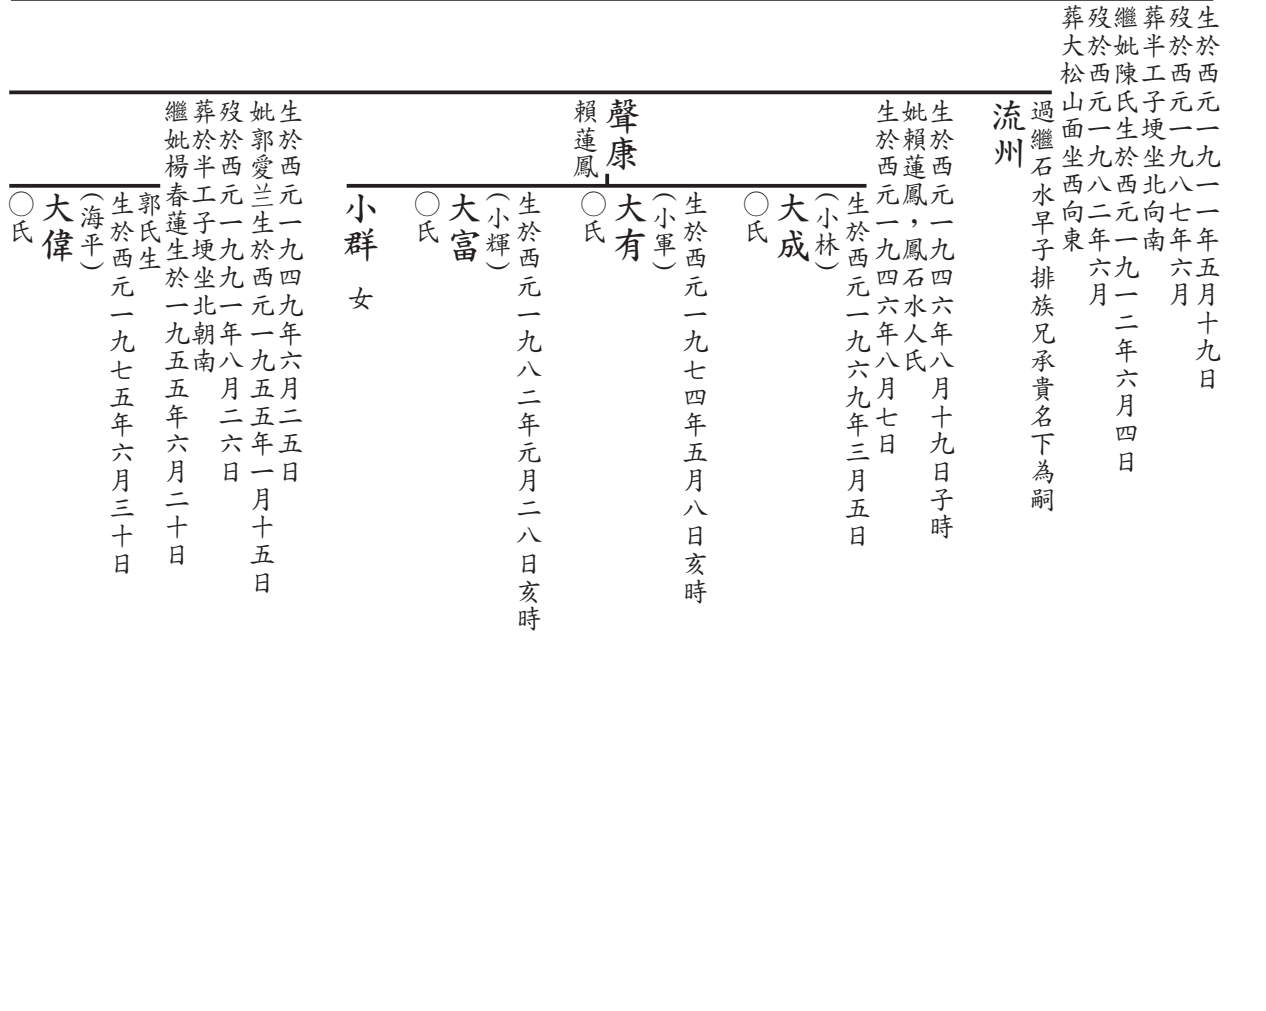 生於西元一九一一年五月十九日
歿於西元一九八七年六月
葬半工子埂坐北向南
繼妣陳氏生於西元一九一二年六月四日
歿於西元一九八二年六月
葬大松山面坐西向東
過繼石水早子排族兄承貴名下為嗣
流州
生於西元一九四六年八月十九日子時
妣賴蓮鳳，鳳石水人氏
生於西元一九四六年八月七日
聲康
賴蓮鳳
生於西元一九六九年三月五日
（小林）
大成
〇氏
生於西元一九七四年五月八日亥時
（小軍）
大有
〇氏
生於西元一九八二年元月二八日亥時
（小輝）
大富
〇氏
小群 女
生於西元一九四九年六月二五日
妣郭愛兰生於西元一九五五年一月十五日
歿於西元一九九一年八月二六日
葬於半工子埂坐北朝南
繼妣楊春蓮生於一九五五年六月二十日
郭氏生
生於西元一九七五年六月三十日
（海平）
大偉
〇氏